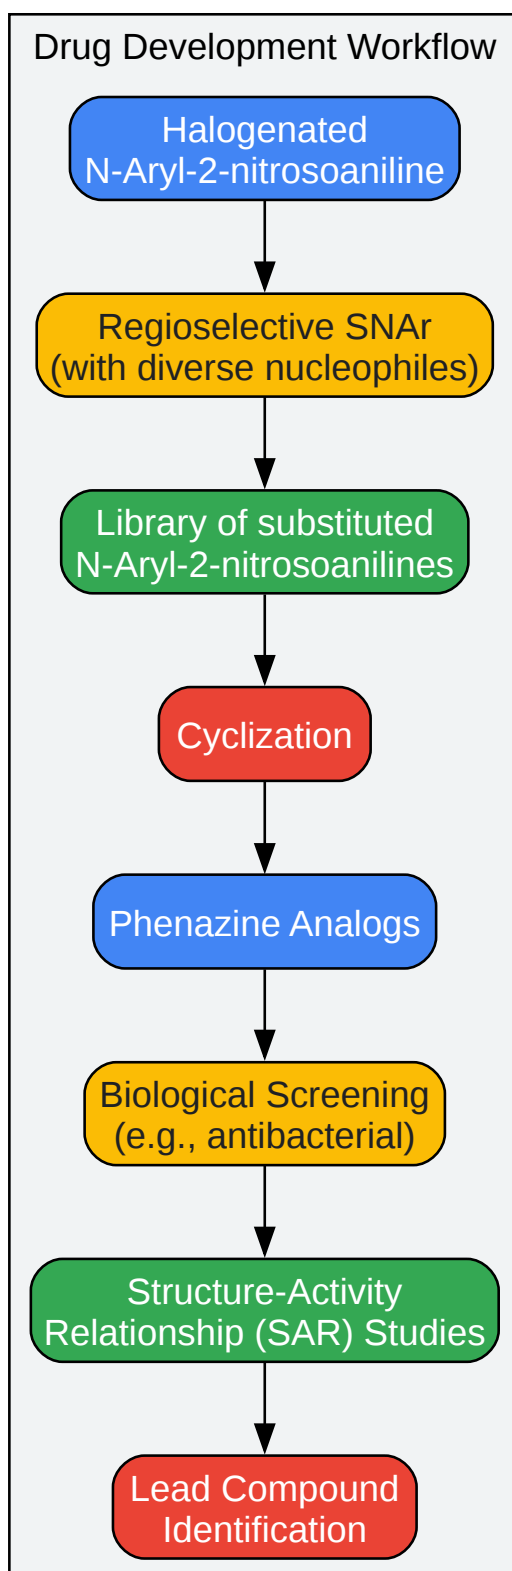 Drug Development Workflow
Halogenated
N-Aryl-2-nitrosoaniline
Regioselective SNAr
(with diverse nucleophiles)
Library of substituted
N-Aryl-2-nitrosoanilines
Cyclization
Phenazine Analogs
Biological Screening
(e.g., antibacterial)
Structure-Activity
Relationship (SAR) Studies
Lead Compound
Identification